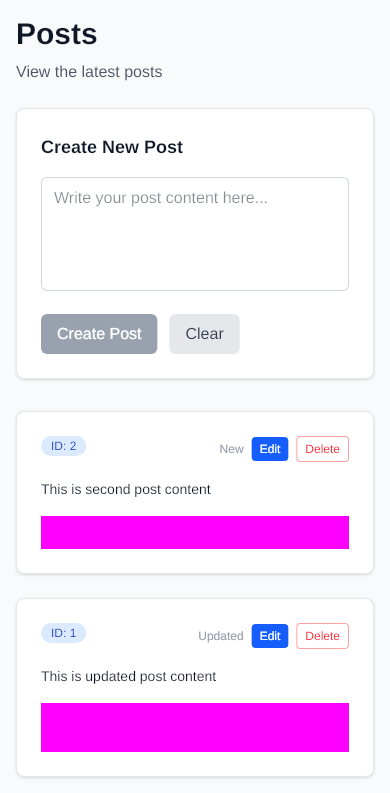 Posts
View the latest posts
Create New Post
Write your post content here...
Create Post Clear
ID: 2 New Edit Delete
This is second post content
ID: 1 Updated Edit Delete
This is updated post content